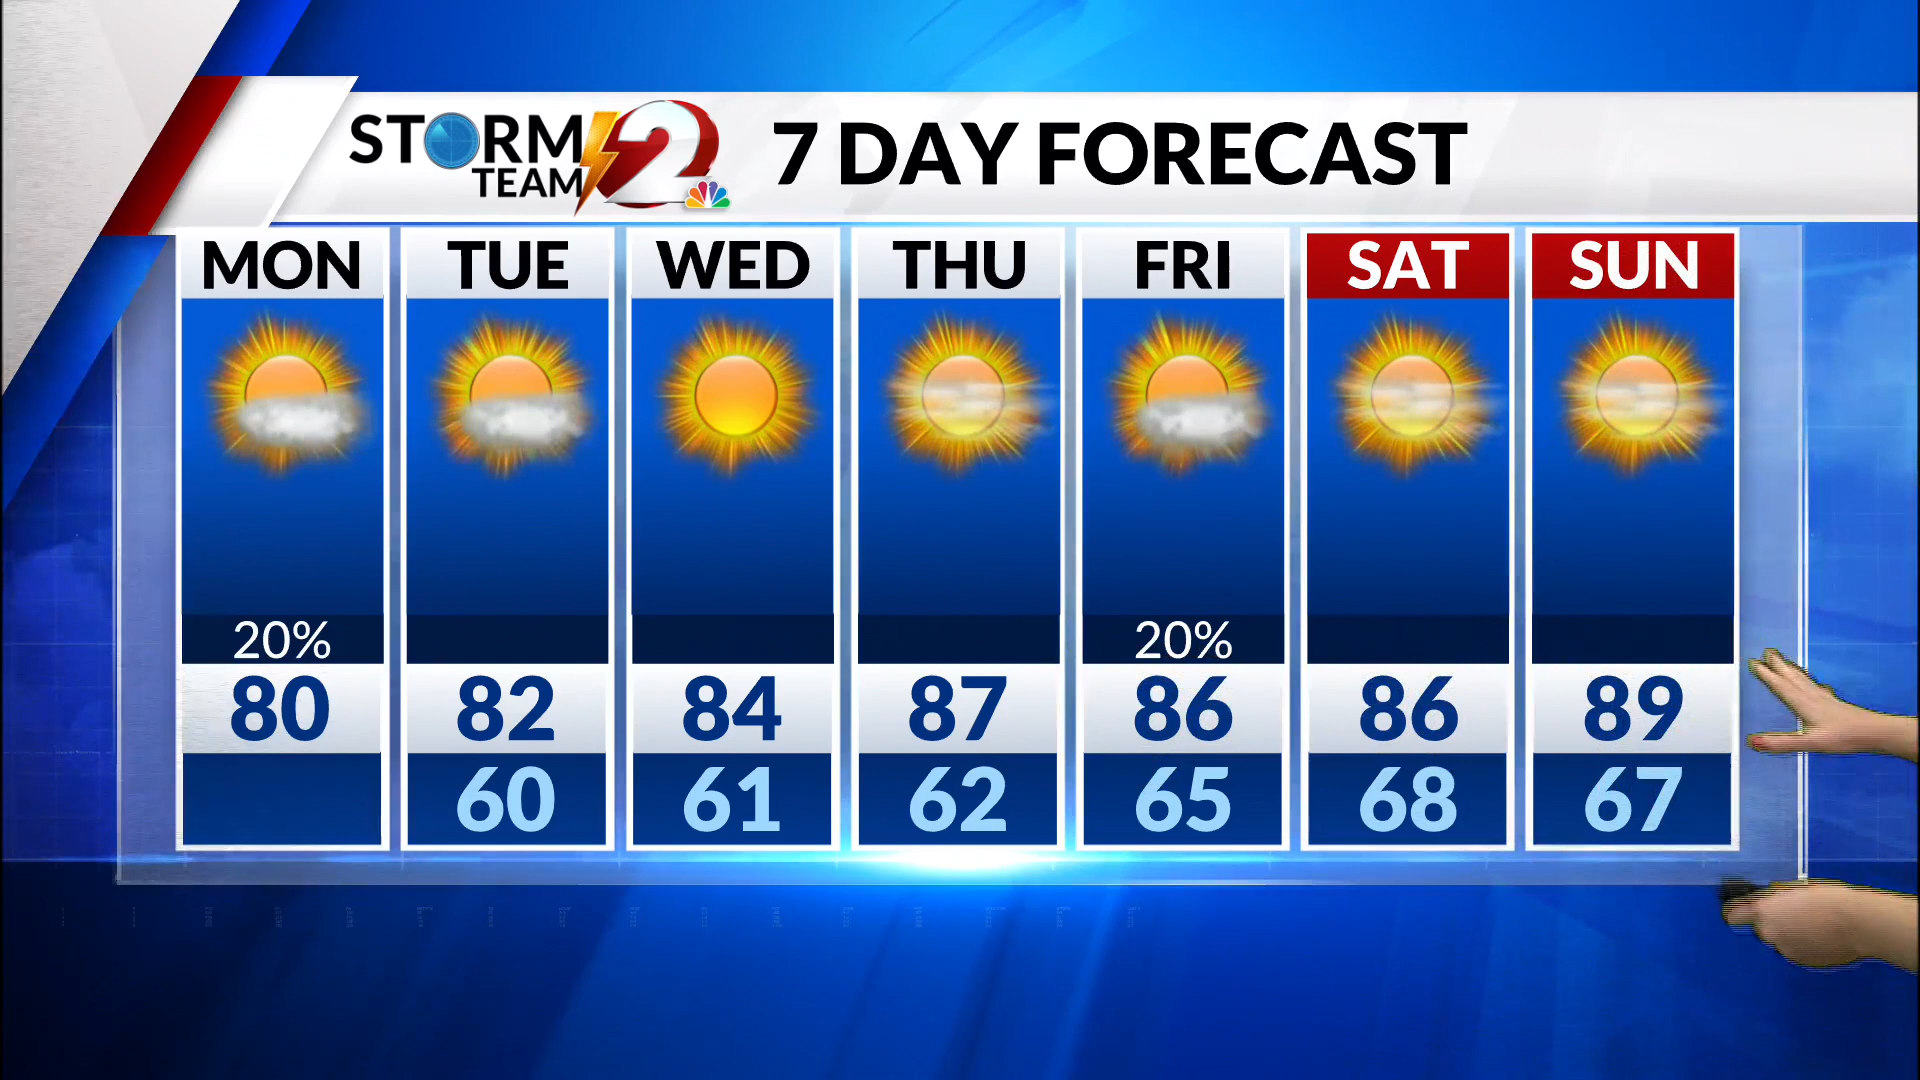 STORM
TEAM
2
7 DAY FORECAST
MON TUE WED THU FRI SAT SUN
20% 20%
80 82 84 87 86 86 89
60 61 62 65 68 67